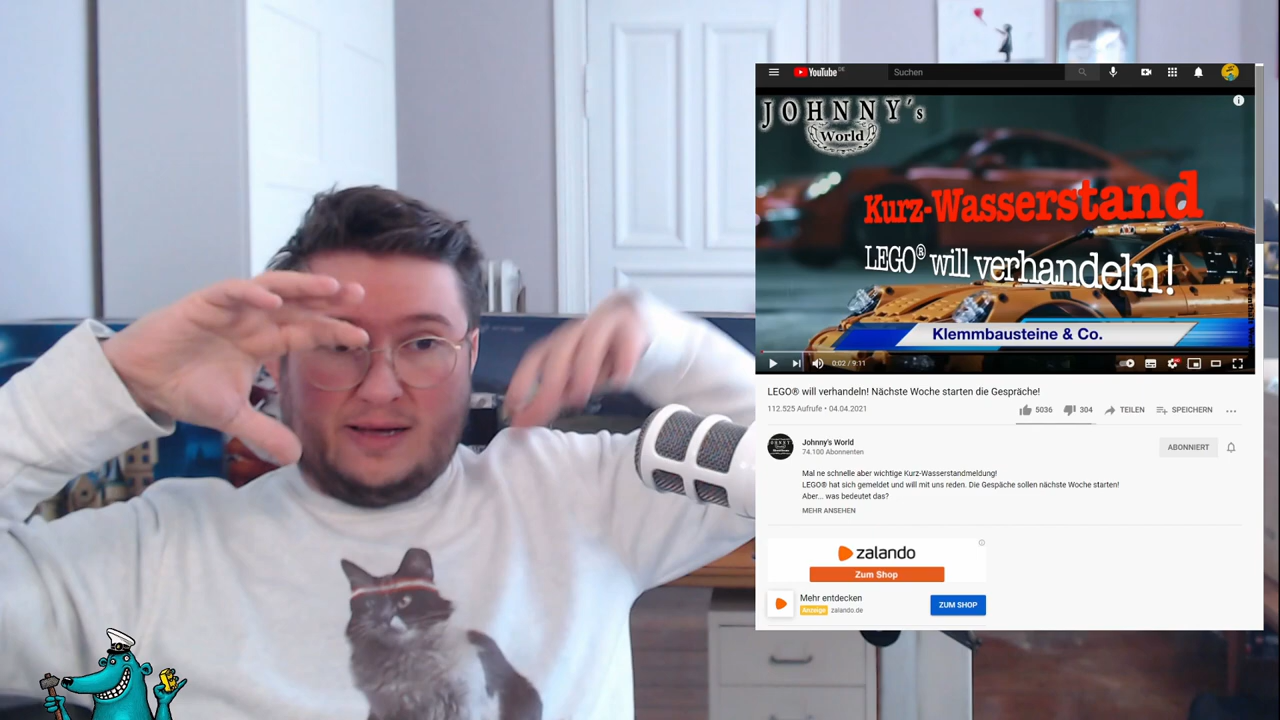 YouTube DE
Suchen
JOHNNY's
World
Kurz-Wasserstand
LEGO® will verhandeln!
Klemmbausteine & Co.
0:02 / 9:11
LEGO® will verhandeln! Nächste Woche starten die Gespräche!
112.525 Aufrufe • 04.04.2021
5036
304
TEILEN
SPEICHERN
Johnny's World
74.100 Abonnenten
ABONNIERT
Mal ne schnelle aber wichtige Kurz-Wasserstandmeldung!
LEGO® hat sich gemeldet und will mit uns reden. Die Gespäche sollen nächste Woche starten!
Aber... was bedeutet das?
MEHR ANSEHEN
zalando
Zum Shop
Mehr entdecken
Anzeige zalando.de
ZUM SHOP